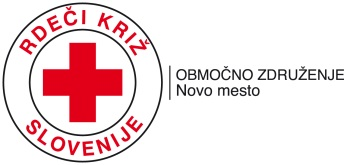 RDEČI KRIŽ
SLOVENIJE
OBMOČNO ZDRUŽENJE
Novo mesto